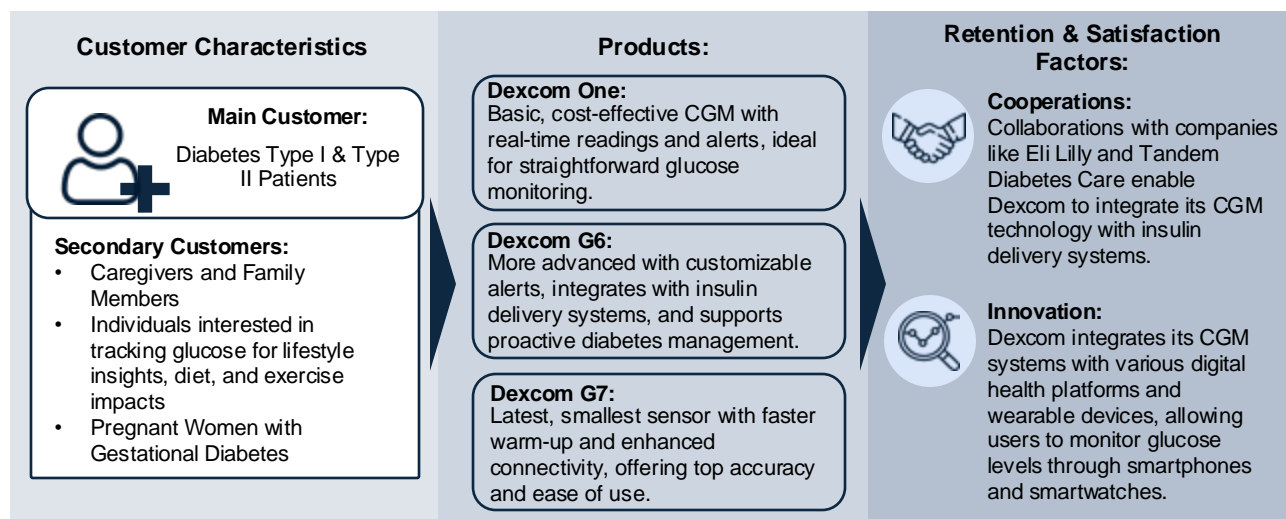 Customer Characteristics
Main Customer:
Diabetes Type I & Type
II Patients
Secondary Customers:
• Caregivers and Family
Members
• Individuals interested in
tracking glucose for lifestyle
insights, diet, and exercise
impacts
• Pregnant Women with
Gestational Diabetes
Products:
Dexcom One:
Basic, cost-effective CGM with
real-time readings and alerts, ideal
for straightforward glucose
monitoring.
Dexcom G6:
More advanced with customizable
alerts, integrates with insulin
delivery systems, and supports
proactive diabetes management.
Dexcom G7:
Latest, smallest sensor with faster
warm-up and enhanced
connectivity, offering top accuracy
and ease of use.
Retention & Satisfaction
Factors:
Cooperations:
Collaborations with companies
like Eli Lilly and Tandem
Diabetes Care enable
Dexcom to integrate its CGM
technology with insulin
delivery systems.
Innovation:
Dexcom integrates its CGM
systems with various digital
health platforms and
wearable devices, allowing
users to monitor glucose
levels through smartphones
and smartwatches.